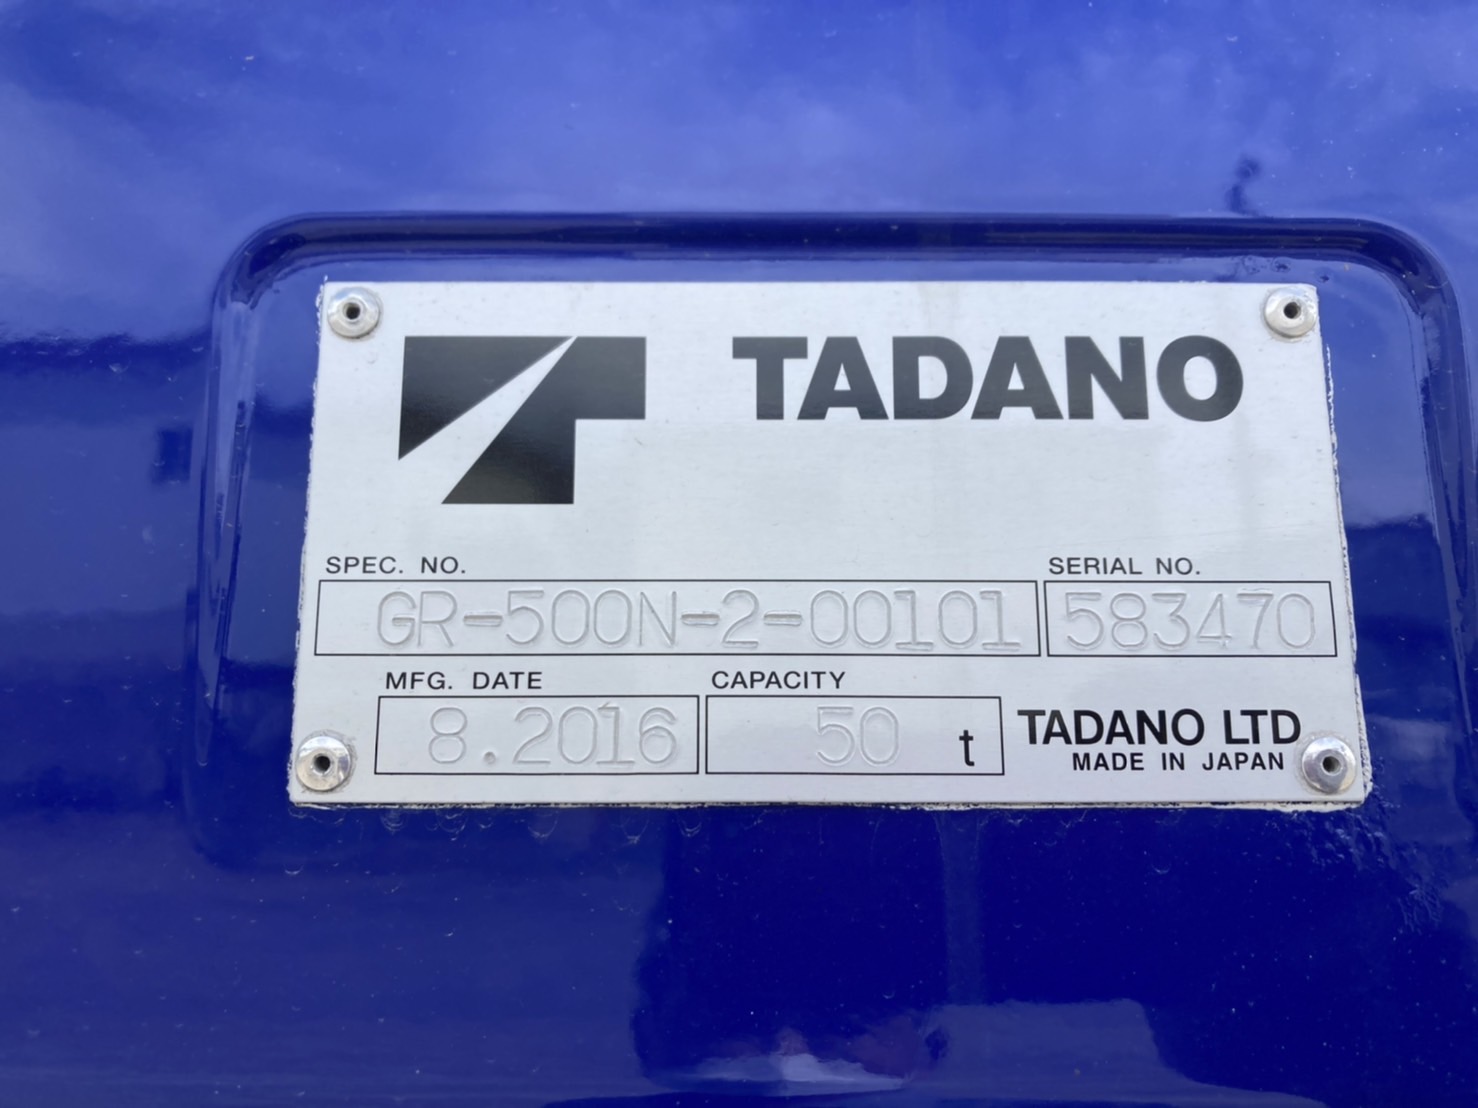 TADANO
SPEC. NO. SERIAL NO.
GR-500N-2-00101 583470
MFG. DATE CAPACITY
8.2016 50 t TADANO LTD
MADE IN JAPAN